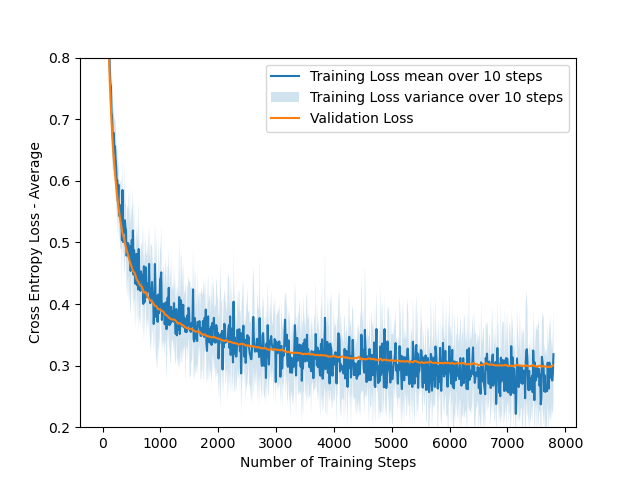 0.8
0.7
0.6
0.5
0.4
0.3
0.2
Cross Entropy Loss - Average
Training Loss mean over 10 steps
Training Loss variance over 10 steps
Validation Loss
0 1000 2000 3000 4000 5000 6000 7000 8000
Number of Training Steps